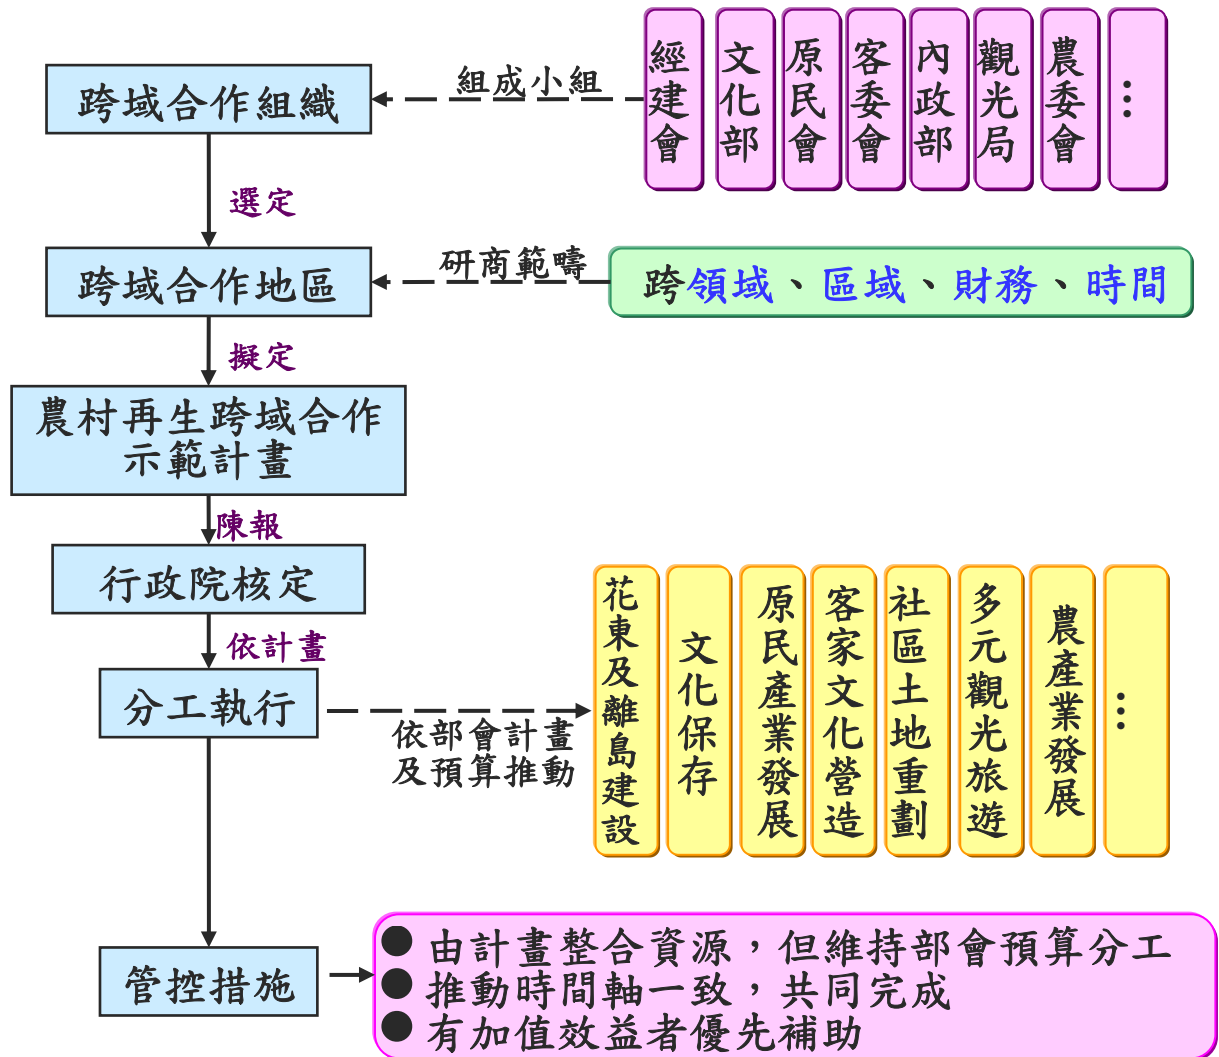 跨域合作組織
組成小組
經建會
文化部
原民會
客委會
內政部
觀光局
農委會
…
選定
跨域合作地區
研商範疇
跨領域、區域、財務、時間
擬定
農村再生跨域合作
示範計畫
陳報
行政院核定
依計畫
分工執行
依部會計畫
及預算推動
花東及離島建設
文化保存
原民產業發展
客家文化營造
社區土地重劃
多元觀光旅遊
農產業發展
…
管控措施
● 由計畫整合資源，但維持部會預算分工
● 推動時間軸一致，共同完成
● 有加值效益者優先補助